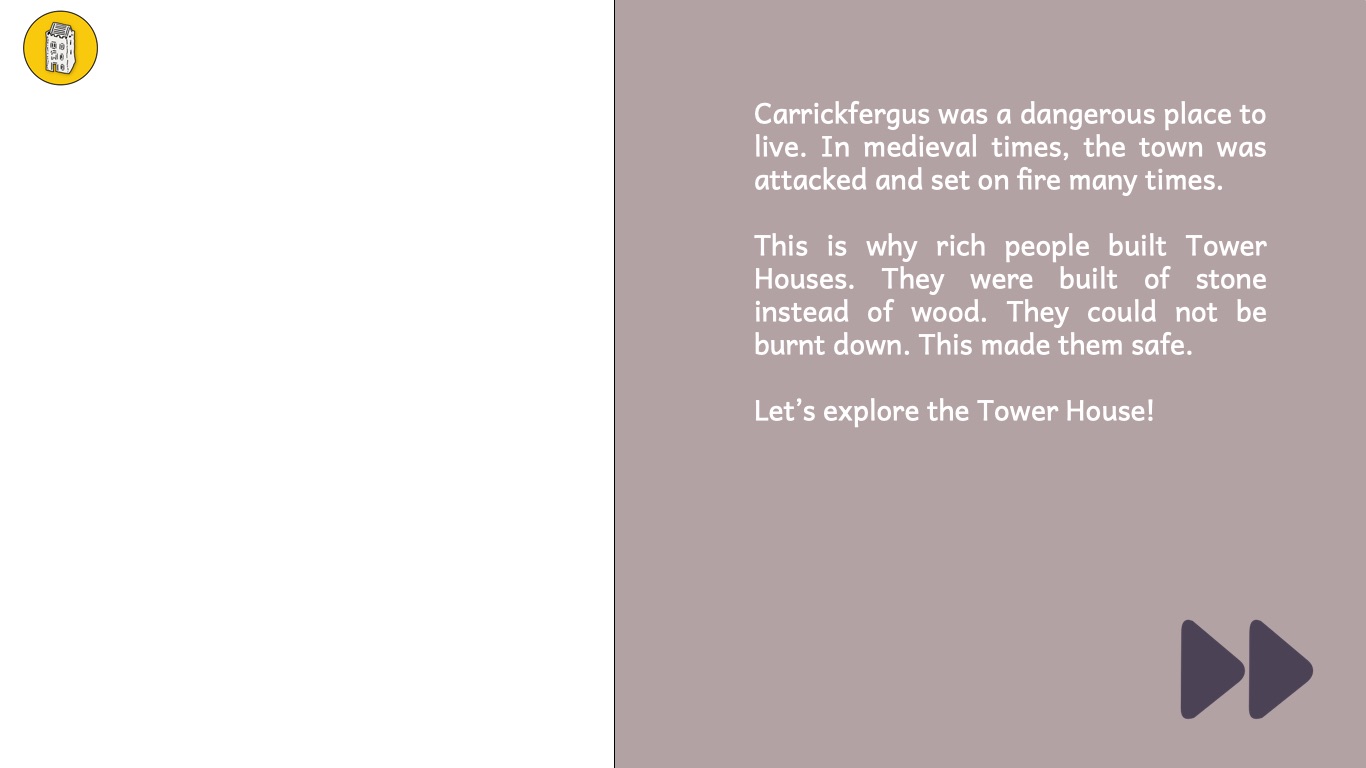 Carrickfergus was a dangerous place to
live. In medieval times, the town was
attacked and set on fire many times.
This is why rich people built Tower
Houses. They were built of stone
instead of wood. They could not be
burnt down. This made them safe.
Let’s explore the Tower House!